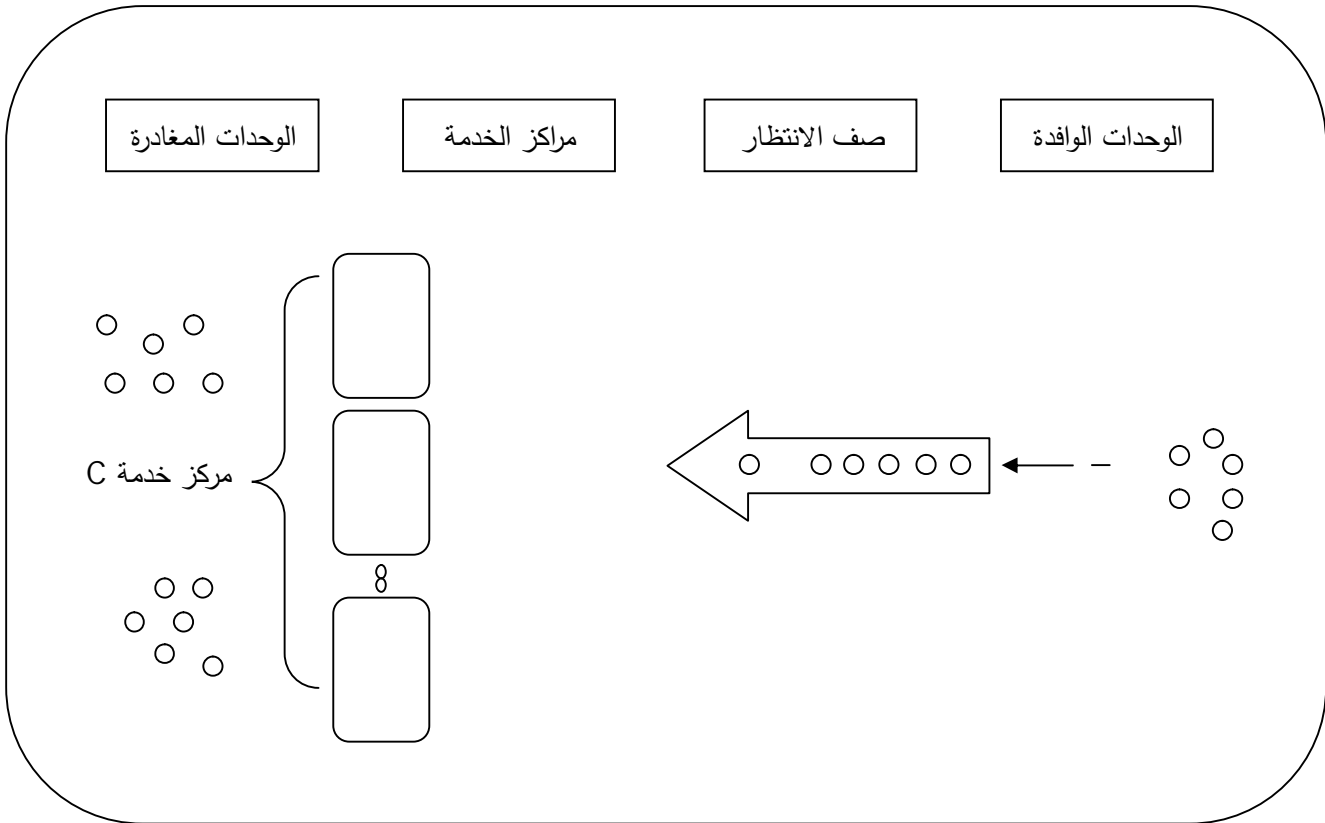 الوحدات الوافدة
صف الانتظار
مراكز الخدمة
الوحدات المغادرة
مركز خدمة C